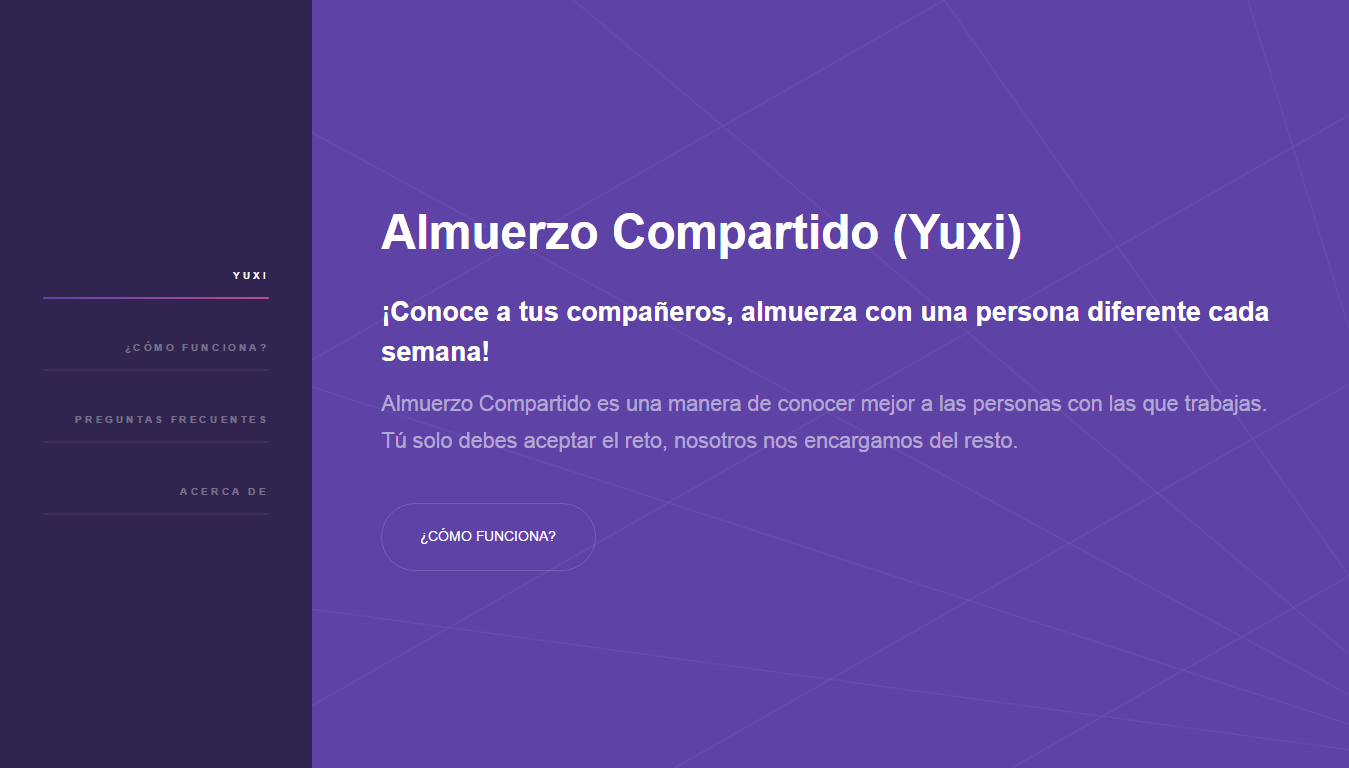 YUXI
¿CÓMO FUNCIONA?
PREGUNTAS FRECUENTES
ACERCA DE
Almuerzo Compartido (Yuxi)
¡Conoce a tus compañeros, almuerza con una persona diferente cada
semana!
Almuerzo Compartido es una manera de conocer mejor a las personas con las que trabajas.
Tú solo debes aceptar el reto, nosotros nos encargamos del resto.
¿CÓMO FUNCIONA?